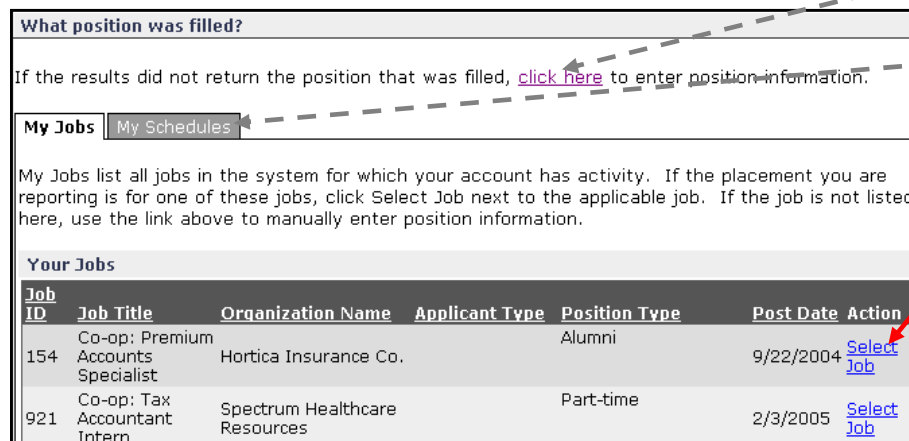 What position was filled?
If the results did not return the position that was filled, click here to enter position information.
My Jobs My Schedules
My Jobs list all jobs in the system for which your account has activity. If the placement you are
reporting is for one of these jobs, click Select Job next to the applicable job. If the job is not listed
here, use the link above to manually enter position information.
Your Jobs
Job
ID Job Title Organization Name Applicant Type Position Type Post Date Action
154 Co-op: Premium Accounts Specialist Hortica Insurance Co. Alumni 9/22/2004 Select Job
921 Co-op: Tax Accountant Intern Spectrum Healthcare Resources Part-time 2/3/2005 Select Job